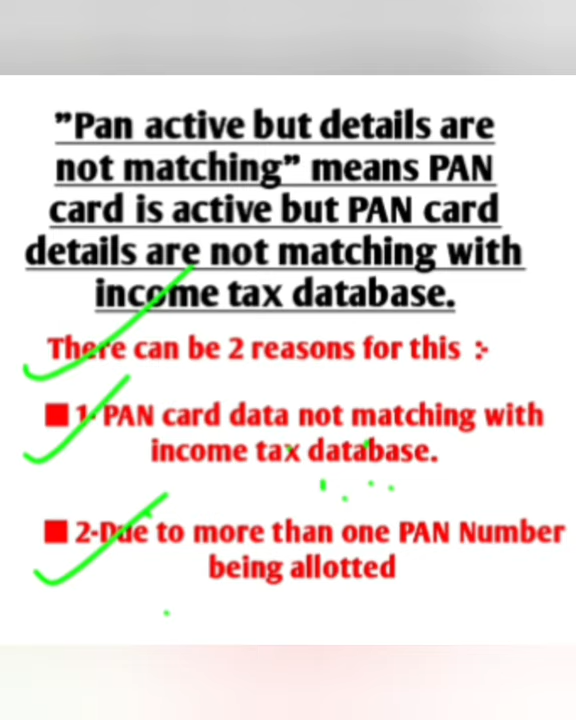 ”Pan active but details are
not matching” means PAN
card is active but PAN card
details are not matching with
income tax database.
There can be 2 reasons for this :-
1- PAN card data not matching with
income tax database.
2-Due to more than one PAN Number
being allotted